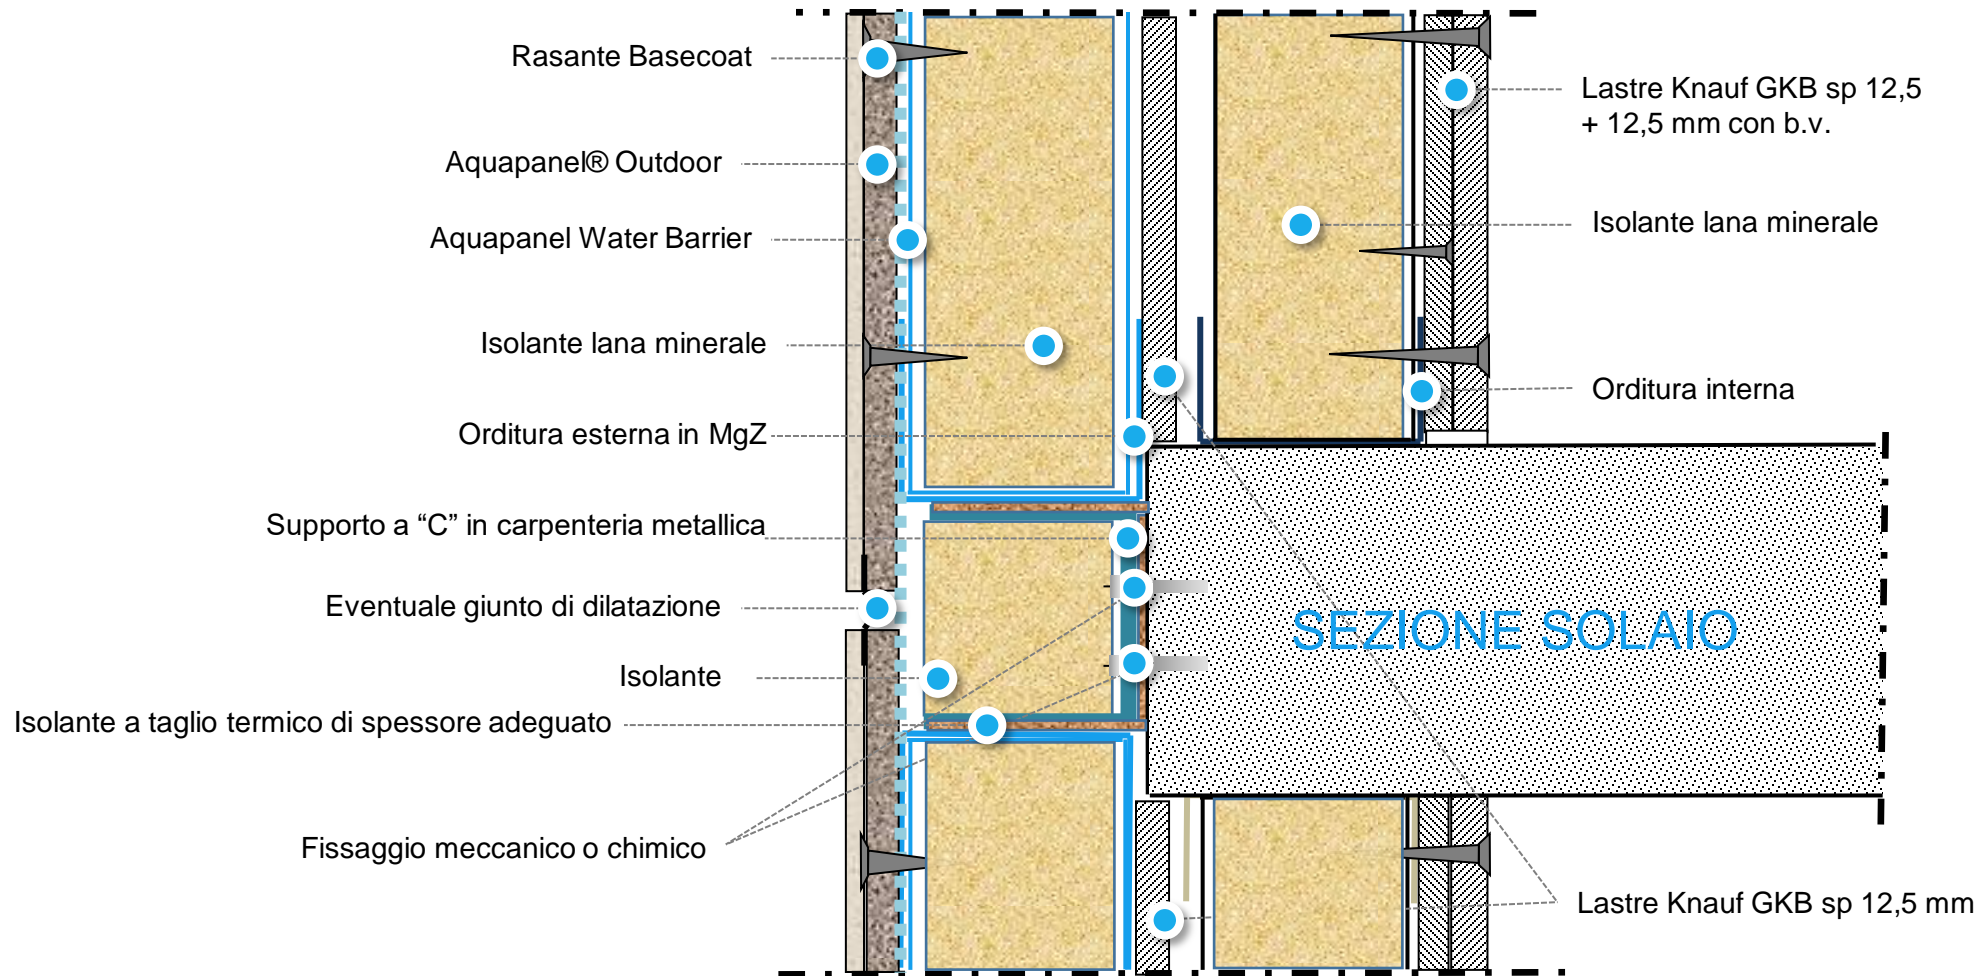 Rasante Basecoat
Aquapanel® Outdoor
Aquapanel Water Barrier
Isolante lana minerale
Orditura esterna in MgZ
Supporto a “C” in carpenteria metallica
Eventuale giunto di dilatazione
Isolante
Isolante a taglio termico di spessore adeguato
Fissaggio meccanico o chimico
Lastre Knauf GKB sp 12,5
+ 12,5 mm con b.v.
Isolante lana minerale
Orditura interna
SEZIONE SOLAIO
Lastre Knauf GKB sp 12,5 mm